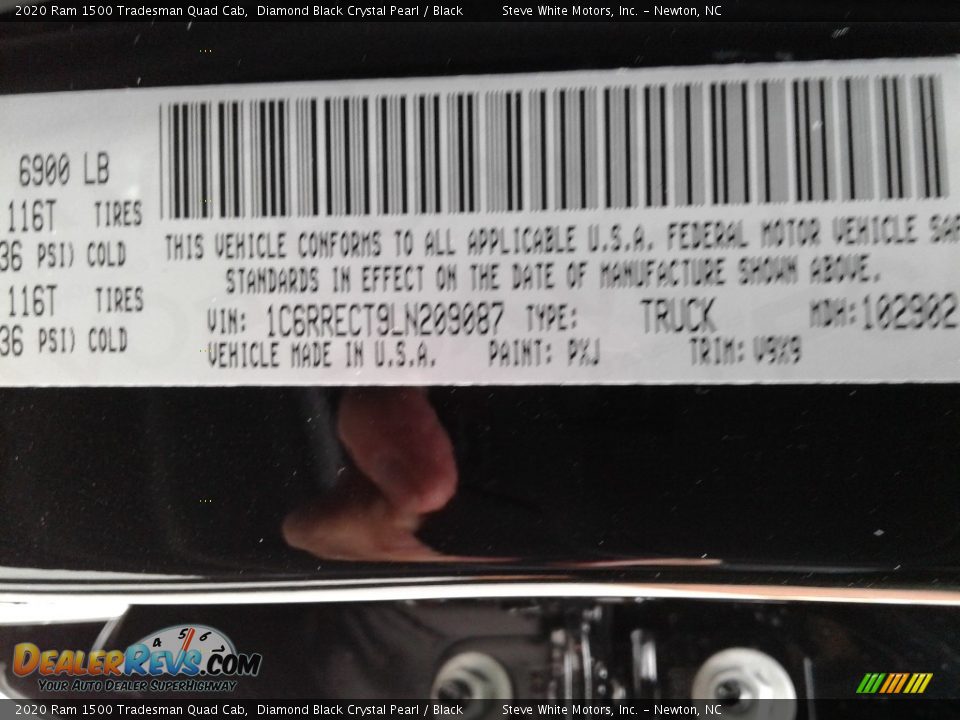 2020 Ram 1500 Tradesman Quad Cab,  Diamond Black Crystal Pearl / Black          Steve White Motors, Inc. – Newton, NC
6900 LB
116T TIRES
36 PSI) COLD
116T TIRES
36 PSI) COLD
THIS VEHICLE CONFORMS TO ALL APPLICABLE U.S.A. FEDERAL MOTOR VEHICLE SAF
STANDARDS IN EFFECT ON THE DATE OF MANUFACTURE SHOWN ABOVE.
VIN: 1C6RRECT9LN209087 TYPE: TRUCK MDH:102902
VEHICLE MADE IN U.S.A. PAINT: PXJ TRIM: V9X9
4 5 6
DEALERREVS.COM
YOUR AUTO DEALER SUPERHIGHWAY
2020 Ram 1500 Tradesman Quad Cab,  Diamond Black Crystal Pearl / Black          Steve White Motors, Inc. – Newton, NC